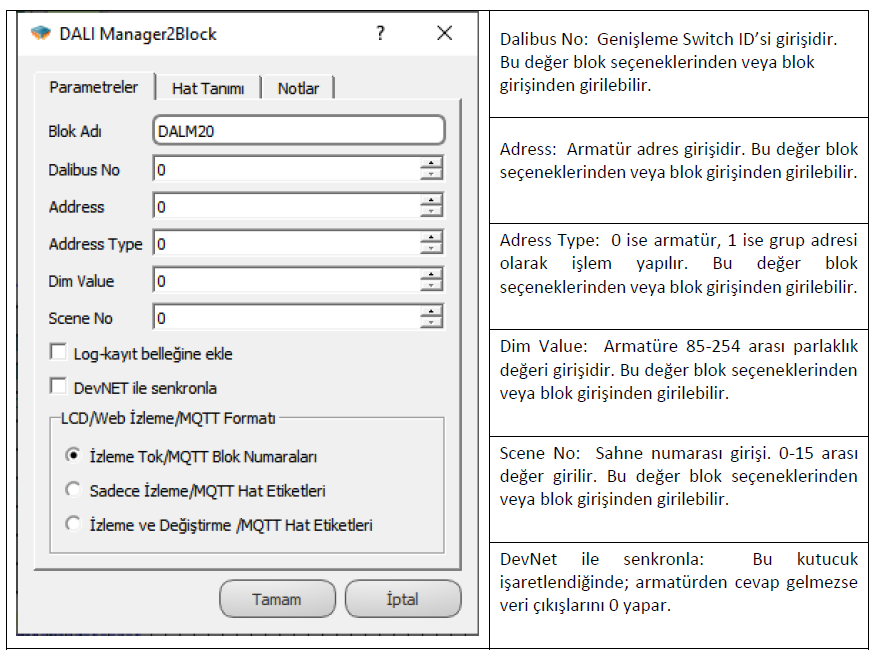 DALI Manager2Block
?
Parametreler
Hat Tanımı
Notlar
Blok Adı
DALM20
Dalibus No
0
Address
0
Address Type
0
Dim Value
0
Scene No
0
Log-kayıt belleğine ekle
DevNET ile senkronla
LCD/Web İzleme/MQTT Formatı
İzleme Tok/MQTT Blok Numaraları
Sadece İzleme/MQTT Hat Etiketleri
İzleme ve Değiştirme /MQTT Hat Etiketleri
Tamam
İptal
Dalibus No: Genişleme Switch ID’si girişidir.
Bu değer blok seçeneklerinden veya blok
girişinden girilebilir.
Adress: Armatür adres girişidir. Bu değer blok
seçeneklerinden veya blok girişinden girilebilir.
Adress Type: 0 ise armatür, 1 ise grup adresi
olarak işlem yapılır. Bu değer blok
seçeneklerinden veya blok girişinden girilebilir.
Dim Value: Armatüre 85-254 arası parlaklık
değeri girişidir. Bu değer blok seçeneklerinden
veya blok girişinden girilebilir.
Scene No: Sahne numarası girişi. 0-15 arası
değer girilir. Bu değer blok seçeneklerinden
veya blok girişinden girilebilir.
DevNet ile senkronla: Bu kutucuk
işaretlendiğinde; armatürden cevap gelmezse
veri çıkışlarını 0 yapar.